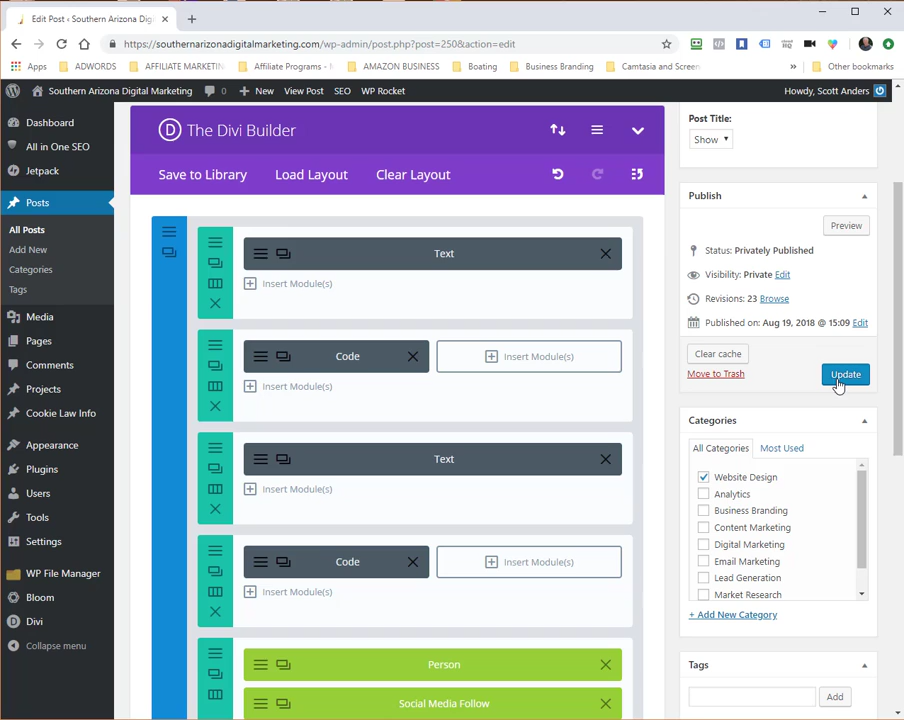 Edit Post ‹ Southern Arizona Digi
https://southernarizonadigitalmarketing.com/wp-admin/post.php?post=250&action=edit
Apps
ADWORDS
AFFILIATE MARKETIN
Affiliate Programs - M
AMAZON BUSINESS
Boating
Business Branding
Camtasia and Screen
»
Other bookmarks
Southern Arizona Digital Marketing
0
+ New
View Post
SEO
WP Rocket
Howdy, Scott Anders
Dashboard
All in One SEO
Jetpack
Posts
All Posts
Add New
Categories
Tags
Media
Pages
Comments
Projects
Cookie Law Info
Appearance
Plugins
Users
Tools
Settings
WP File Manager
Bloom
Divi
Collapse menu
D The Divi Builder
Save to Library
Load Layout
Clear Layout
Text
Insert Module(s)
Code
Insert Module(s)
Insert Module(s)
Text
Insert Module(s)
Code
Insert Module(s)
Insert Module(s)
Person
Social Media Follow
Post Title:
Show
Publish
Preview
Status: Privately Published
Visibility: Private Edit
Revisions: 23 Browse
Published on: Aug 19, 2018 @ 15:09 Edit
Clear cache
Move to Trash
Update
Categories
All Categories
Most Used
Website Design
Analytics
Business Branding
Content Marketing
Digital Marketing
Email Marketing
Lead Generation
Market Research
+ Add New Category
Tags
Add